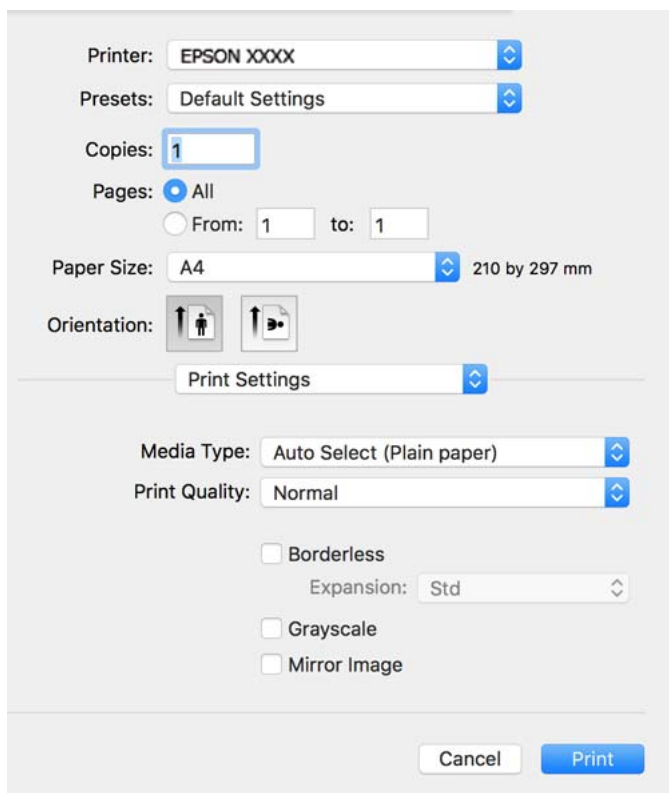 Printer: EPSON XXXX
Presets: Default Settings
Copies: 1
Pages: All
From: 1 to: 1
Paper Size: A4 210 by 297 mm
Orientation:
Print Settings
Media Type: Auto Select (Plain paper)
Print Quality: Normal
Borderless
Expansion: Std
Grayscale
Mirror Image
Cancel Print